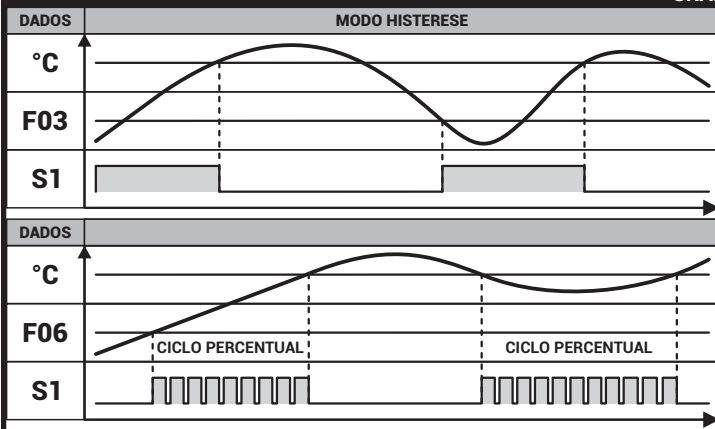 DADOS MODO HISTERESE
°C
F03
S1
DADOS
°C
F06
CICLO PERCENTUAL CICLO PERCENTUAL
S1